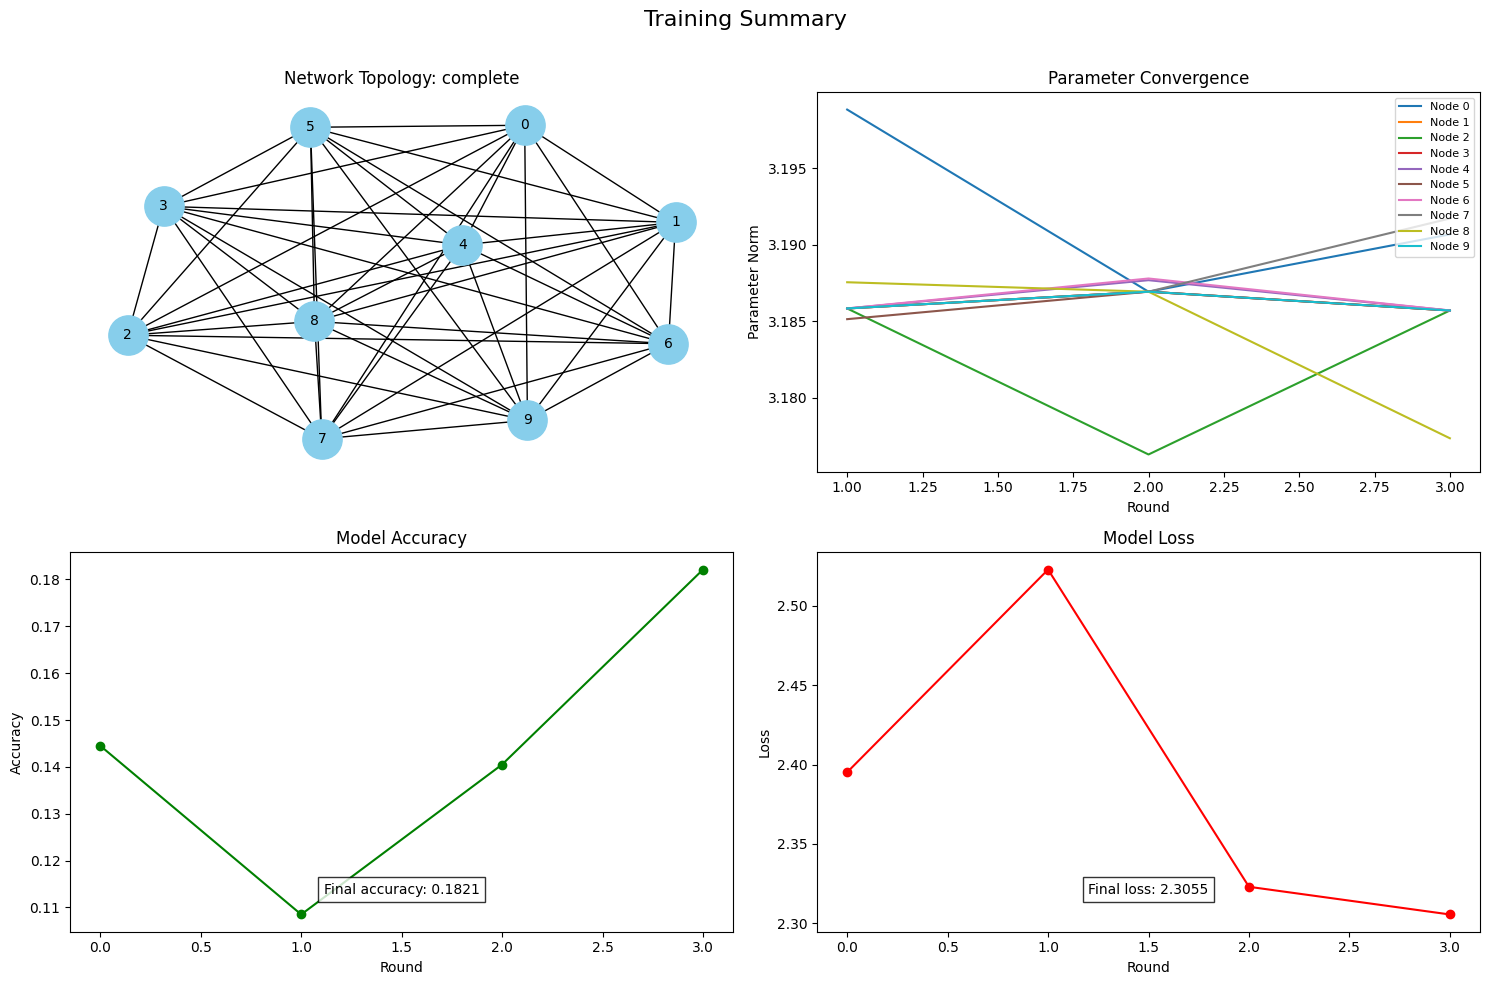 Training Summary
Network Topology: complete
5
0
3
1
4
8
2
6
9
7
Parameter Convergence
Parameter Norm
3.195
3.190
3.185
3.180
Node 0
Node 1
Node 2
Node 3
Node 4
Node 5
Node 6
Node 7
Node 8
Node 9
1.00 1.25 1.50 1.75 2.00 2.25 2.50 2.75 3.00
Round
Model Accuracy
Accuracy
0.18
0.17
0.16
0.15
0.14
0.13
0.12
0.11
Final accuracy: 0.1821
0.0 0.5 1.0 1.5 2.0 2.5 3.0
Round
Model Loss
Loss
2.50
2.45
2.40
2.35
2.30
Final loss: 2.3055
0.0 0.5 1.0 1.5 2.0 2.5 3.0
Round